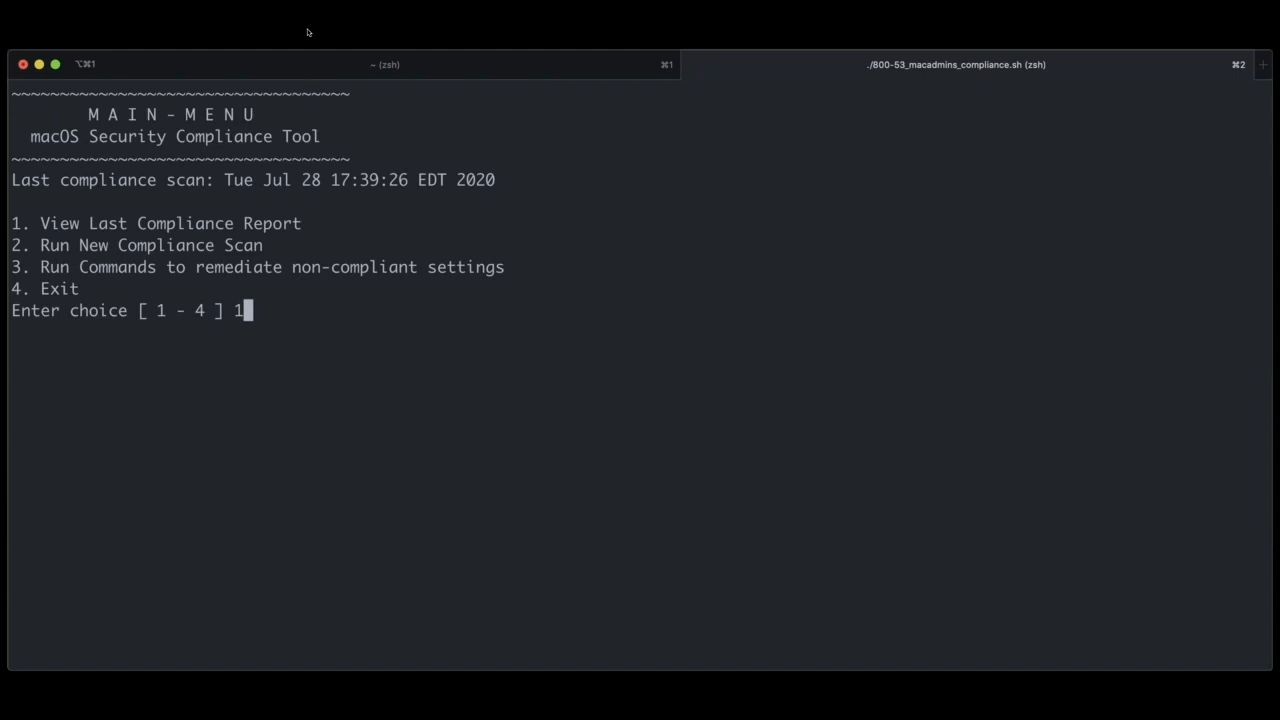 ⌥⌘1 ~ (zsh) ⌘1 ./800-53_macadmins_compliance.sh (zsh) ⌘2 +
~~~~~~~~~~~~~~~~~~~~~~~~~~~~~~~~~~~
M A I N - M E N U
macOS Security Compliance Tool
~~~~~~~~~~~~~~~~~~~~~~~~~~~~~~~~~~~
Last compliance scan: Tue Jul 28 17:39:26 EDT 2020
1. View Last Compliance Report
2. Run New Compliance Scan
3. Run Commands to remediate non-compliant settings
4. Exit
Enter choice [ 1 - 4 ] 1